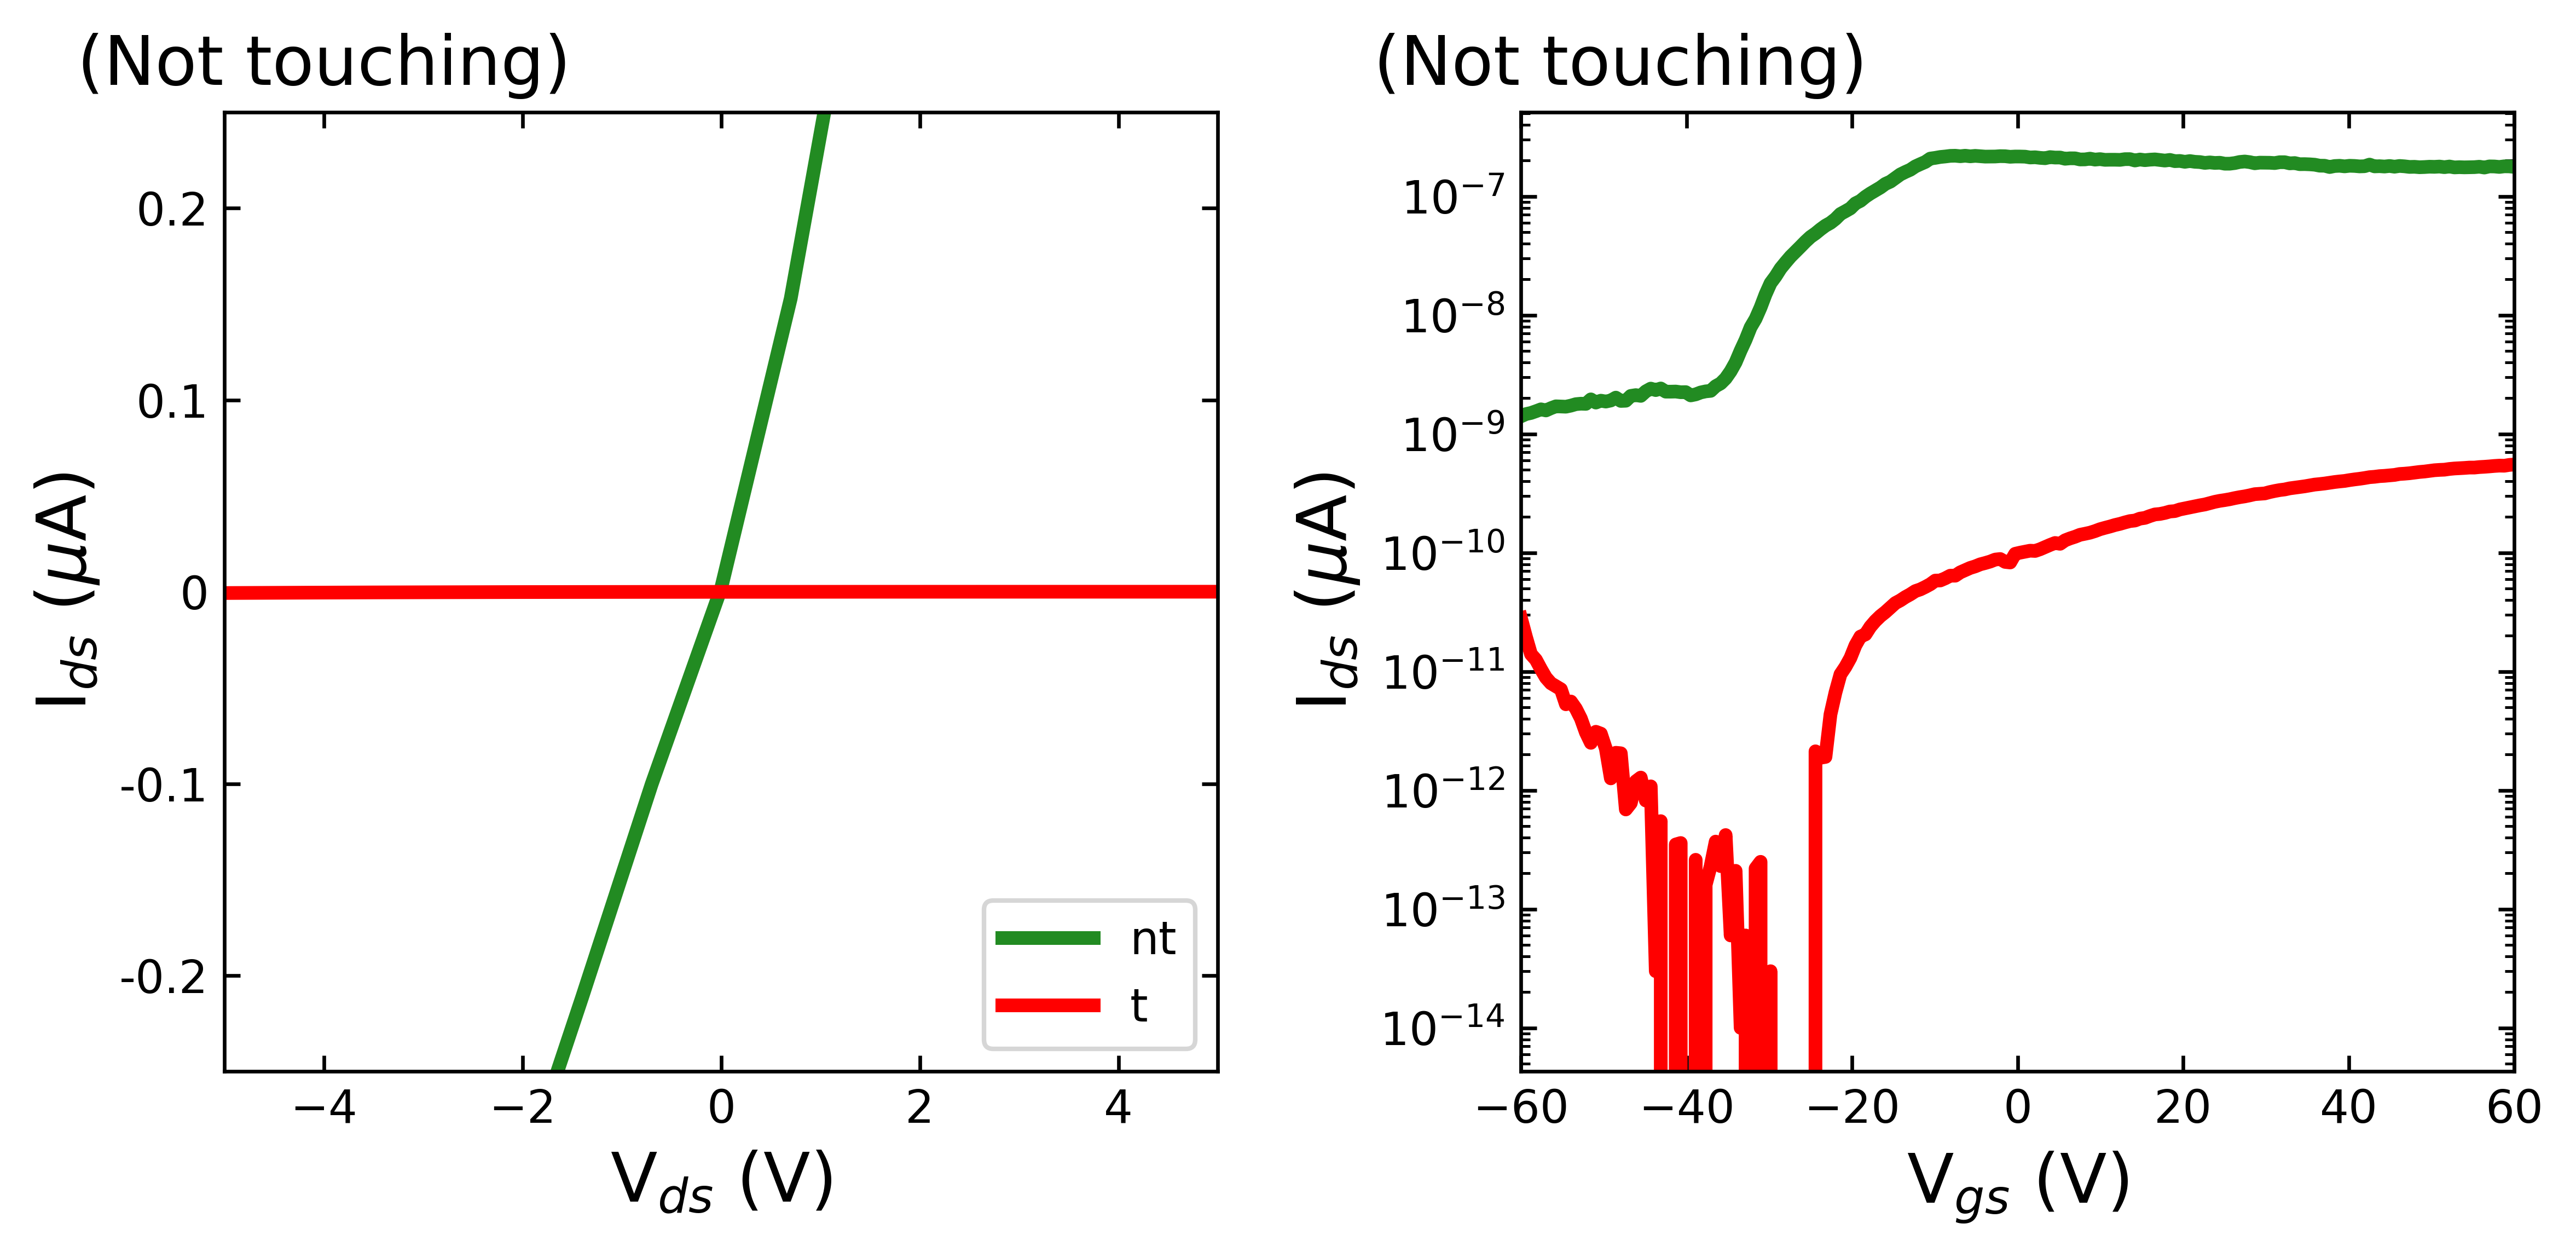 (Not touching)
I_ds (μA)
0.2
0.1
0
-0.1
-0.2
−4 −2 0 2 4
V_ds (V)
nt
t
(Not touching)
I_ds (μA)
10⁻⁷
10⁻⁸
10⁻⁹
10⁻¹⁰
10⁻¹¹
10⁻¹²
10⁻¹³
10⁻¹⁴
−60 −40 −20 0 20 40 60
V_gs (V)